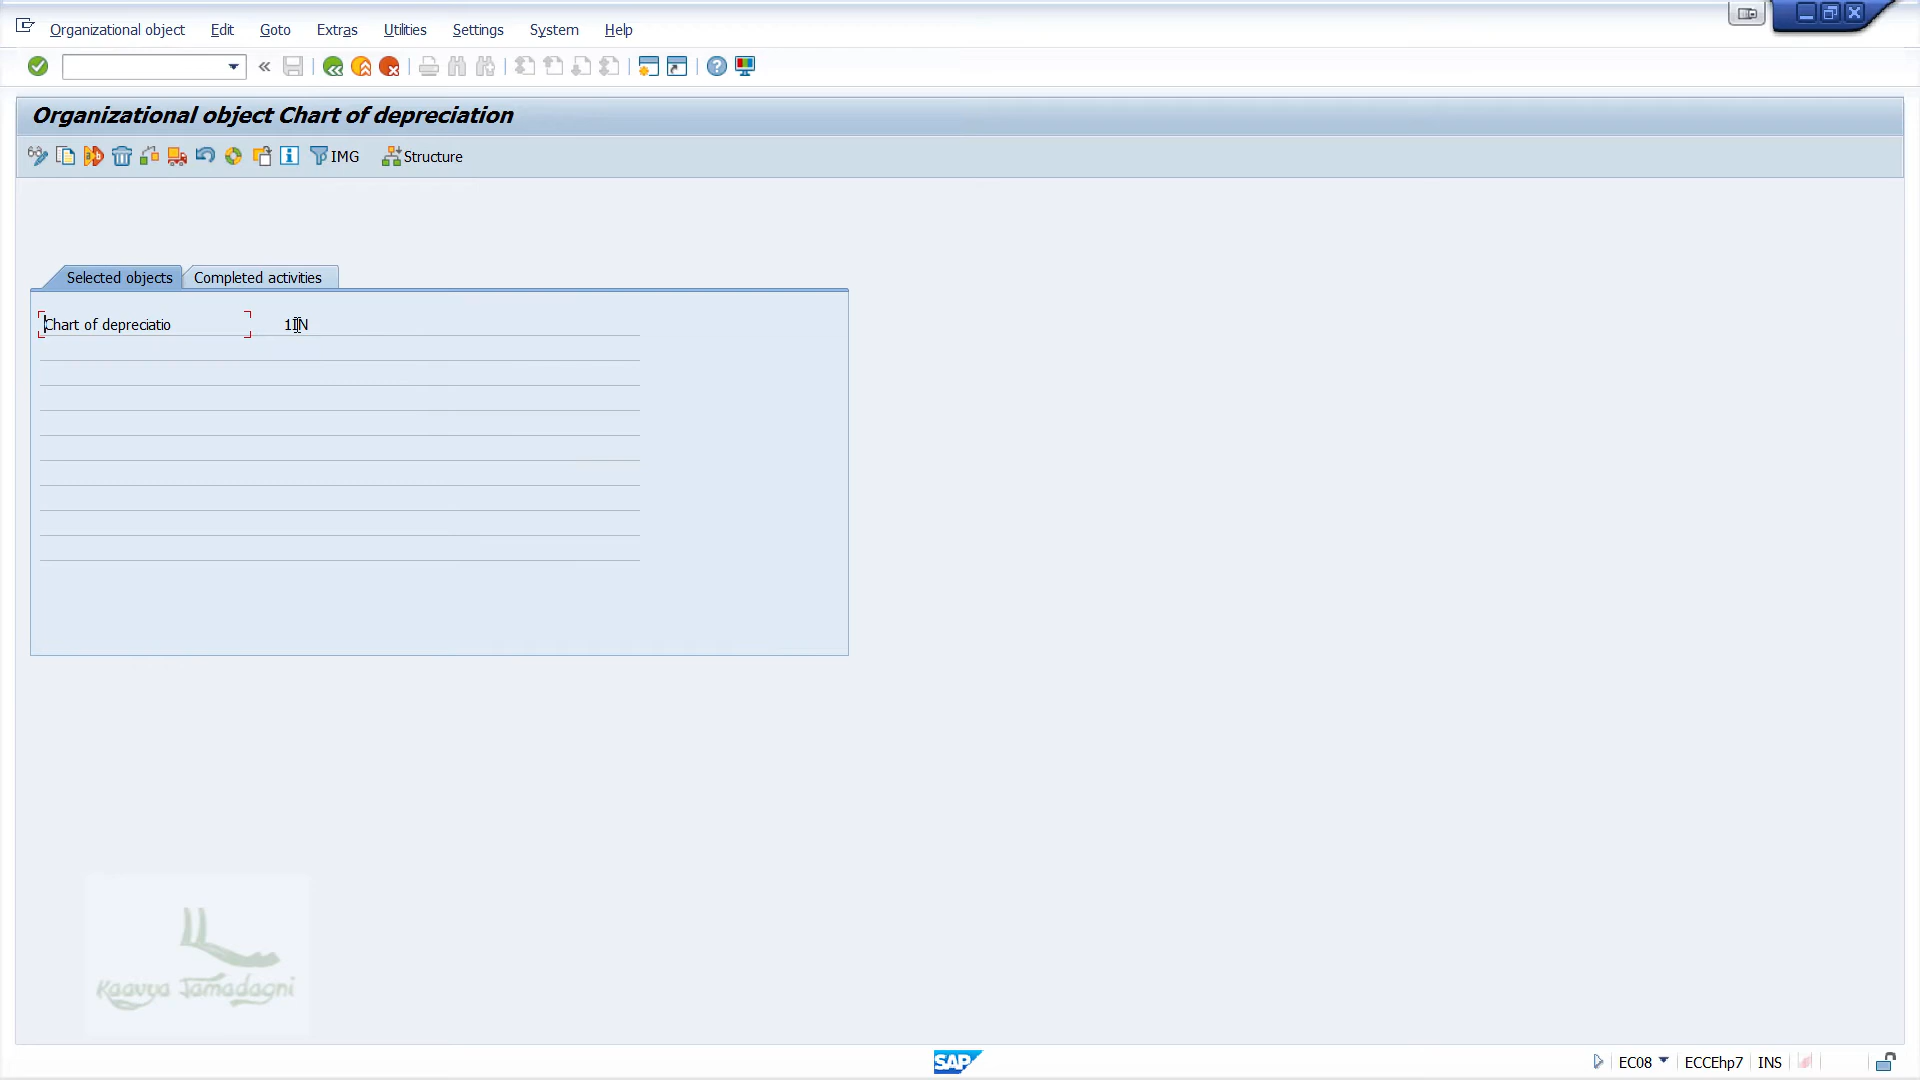 Organizational object Edit Goto Extras Utilities Settings System Help
Organizational object Chart of depreciation
IMG Structure
Selected objects Completed activities
Chart of depreciatio 1IN
Kaavya Jamadagni
SAP EC08 ECCEhp7 INS